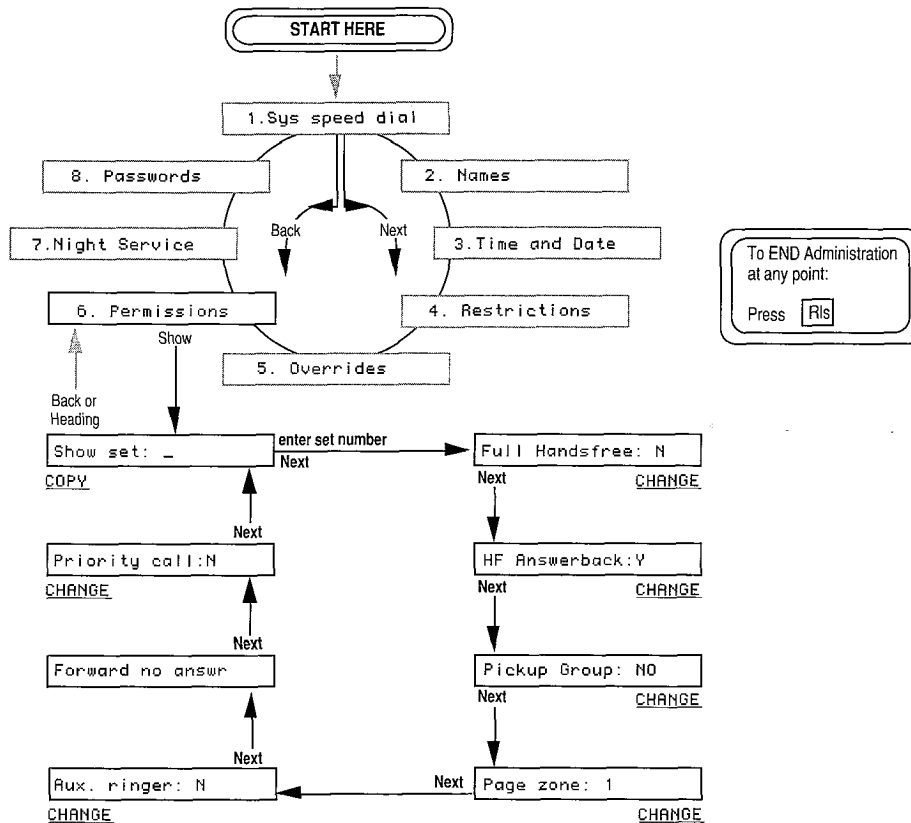 START HERE
1.Sys speed dial
8. Passwords
2. Names
Back
Next
7.Night Service
3.Time and Date
To END Administration
at any point:
Press Rls
6. Permissions
4. Restrictions
Show
5. Overrides
Back or
Heading
Show set: _
COPY
enter set number
Next
Full Handsfree: N
CHANGE
Next
Next
Priority call:N
CHANGE
HF Answerback:Y
CHANGE
Next
Next
Forward no answr
Pickup Group: NO
CHANGE
Next
Next
Aux. ringer: N
CHANGE
Next
Page zone: 1
CHANGE